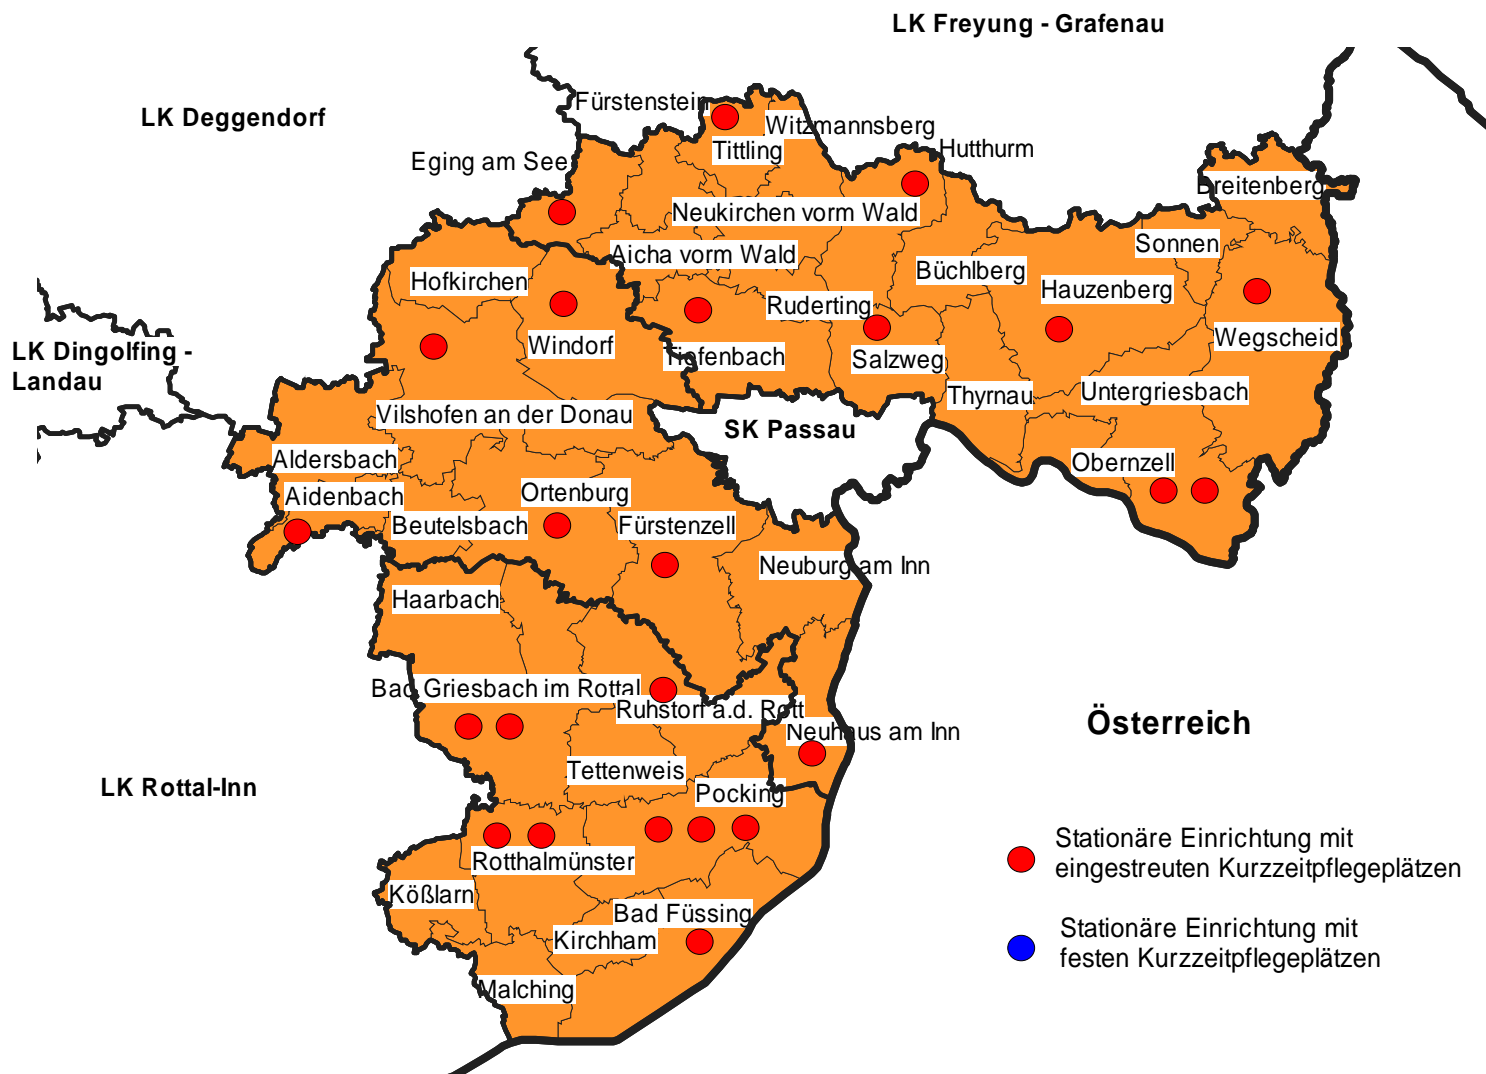 LK Freyung - Grafenau
LK Deggendorf
Fürstenstein
Witzmannsberg
Tittling
Hutthurm
Eging am See
Breitenberg
Neukirchen vorm Wald
Sonnen
Aicha vorm Wald
Büchlberg
Hofkirchen
Hauzenberg
Ruderting
Wegscheid
Windorf
LK Dingolfing -
Landau
Tiefenbach
Salzweg
Thyrnau
Untergriesbach
Vilshofen an der Donau
SK Passau
Aldersbach
Obernzell
Aidenbach
Ortenburg
Beutelsbach
Fürstenzell
Neuburg am Inn
Haarbach
Bad Griesbach im Rottal
Ruhstorf a.d. Rott
Neuhaus am Inn
Österreich
Tettenweis
LK Rottal-Inn
Pocking
Stationäre Einrichtung mit
eingestreuten Kurzzeitpflegeplätzen
Rotthalmünster
Kößlarn
Bad Füssing
Kirchham
Stationäre Einrichtung mit
festen Kurzzeitpflegeplätzen
Malching